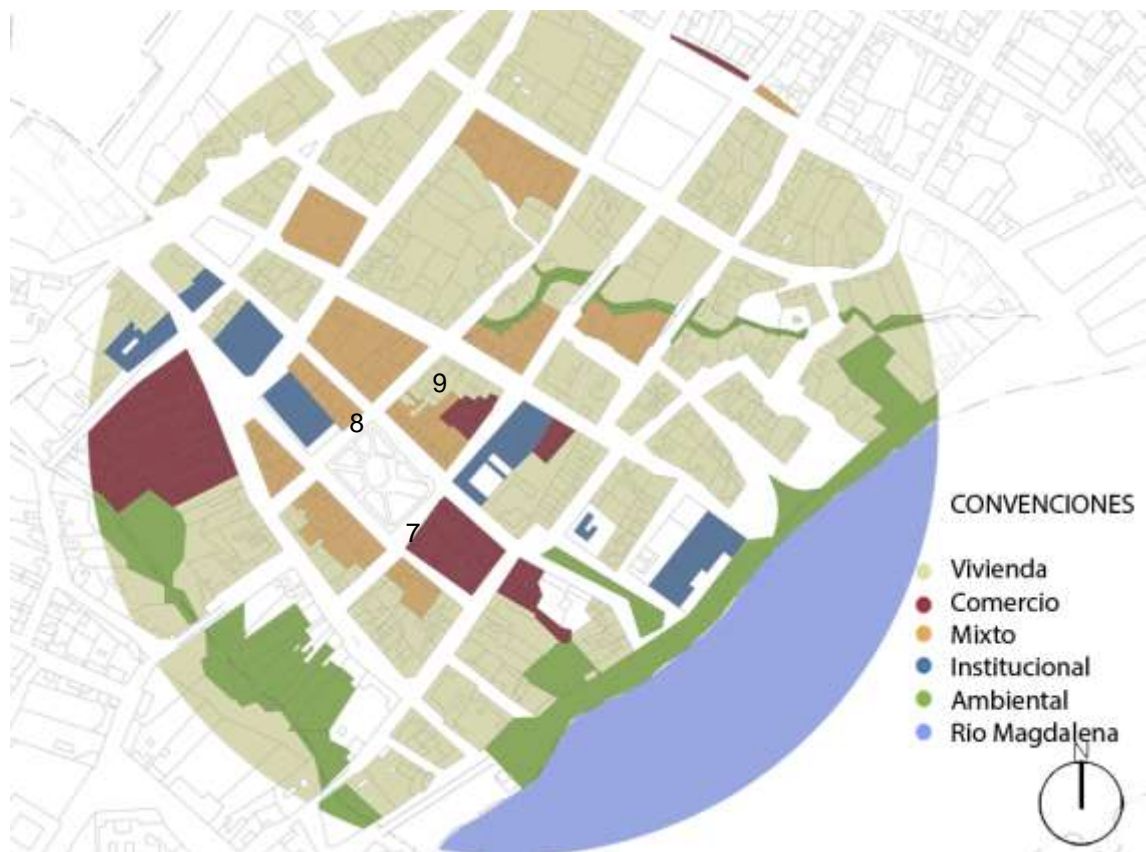 9
8
7
CONVENCIONES
Vivienda
Comercio
Mixto
Institucional
Ambiental
Rio Magdalena
N